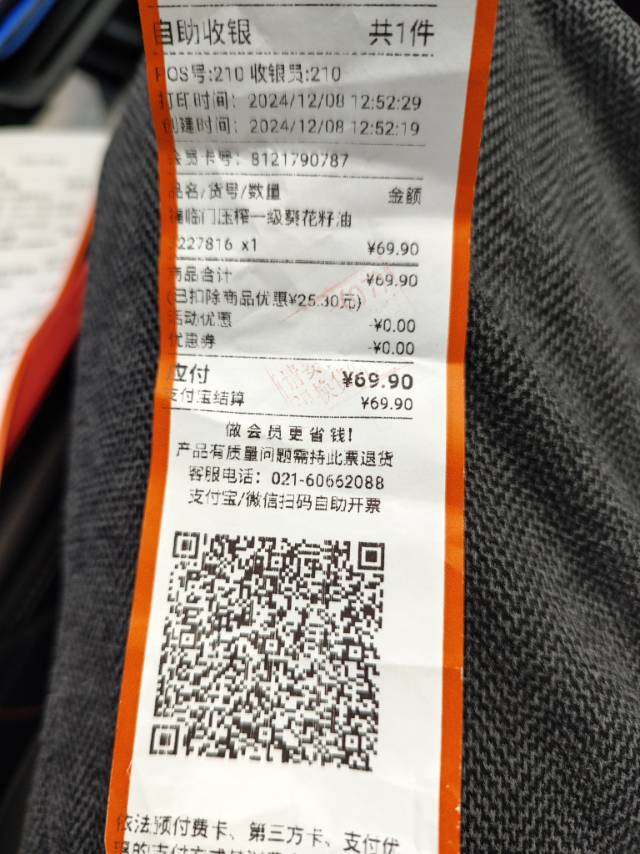 自助收银 共1件
POS号:210 收银员:210
打印时间: 2024/12/08 12:52:29
创建时间: 2024/12/08 12:52:19
会员卡号: 8121790787
品名/货号/数量 金额
福临门压榨一级葵花籽油
3227816 x1 ¥69.90
商品合计 ¥69.90
(已扣除商品优惠¥25.30元)
活动优惠 -¥0.00
优惠券 -¥0.00
应付 ¥69.90
支付宝结算 ¥69.90
做会员更省钱!
产品有质量问题需持此票退货
客服电话: 021-60662088
支付宝/微信扫码自助开票
依法预付费卡、第三方卡、支付优